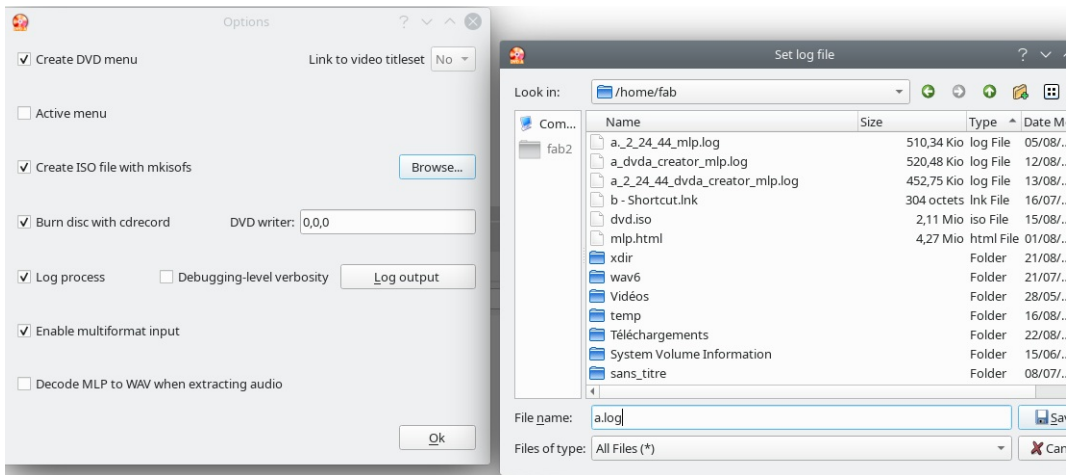 Options
Create DVD menu Link to video titleset No
Active menu
Create ISO file with mkisofs Browse...
Burn disc with cdrecord DVD writer: 0,0,0
Log process Debugging-level verbosity Log output
Enable multiformat input
Decode MLP to WAV when extracting audio
Ok
Set log file
Look in: /home/fab
Com...
fab2
Name Size Type Date M
a._2_24_44_mlp.log 510,34 Kio log File 05/08/..
a_dvda_creator_mlp.log 520,48 Kio log File 12/08/..
a_2_24_44_dvda_creator_mlp.log 452,75 Kio log File 13/08/..
b - Shortcut.lnk 304 octets lnk File 16/07/..
dvd.iso 2,11 Mio iso File 15/08/..
mlp.html 4,27 Mio html File 01/08/..
xdir Folder 21/08/..
wav6 Folder 21/07/..
Vidéos Folder 28/05/..
temp Folder 16/08/..
Téléchargements Folder 22/08/..
System Volume Information Folder 15/06/..
sans_titre Folder 08/07/..
File name: a.log Sav
Files of type: All Files (*) Can